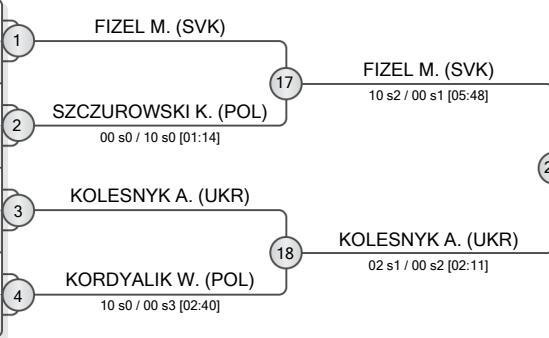 FIZEL M. (SVK)
1
17
FIZEL M. (SVK)
10 s2 / 00 s1 [05:48]
SZCZUROWSKI K. (POL)
2
00 s0 / 10 s0 [01:14]
KOLESNYK A. (UKR)
3
18
KOLESNYK A. (UKR)
02 s1 / 00 s2 [02:11]
KORDYALIK W. (POL)
4
10 s0 / 00 s3 [02:40]